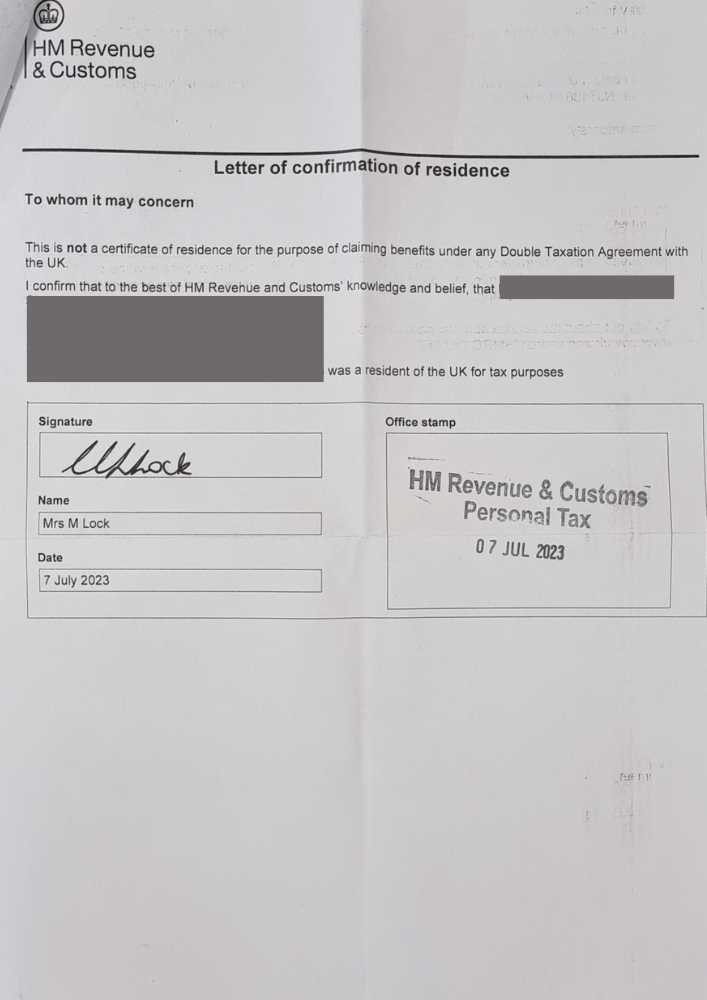 HM Revenue
& Customs
Letter of confirmation of residence
To whom it may concern
This is not a certificate of residence for the purpose of claiming benefits under any Double Taxation Agreement with
the UK.
I confirm that to the best of HM Revenue and Customs' knowledge and belief, that
was a resident of the UK for tax purposes
Signature
Lock
Name
Mrs M Lock
Date
7 July 2023
Office stamp
HM Revenue & Customs
Personal Tax
07 JUL 2023